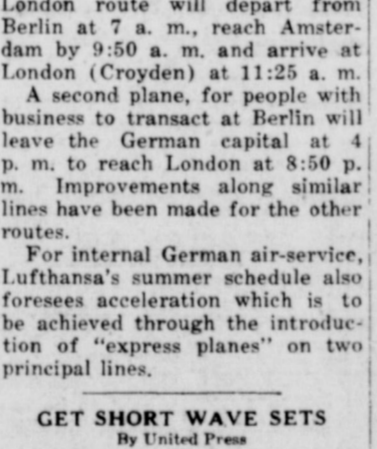 London route will depart from
Berlin at 7 a. m., reach Amster-
dam by 9:50 a. m. and arrive at
London (Croyden) at 11:25 a. m.
A second plane, for people with
business to transact at Berlin will
leave the German capital at 4
p. m. to reach London at 8:50 p.
m. Improvements along similar
lines have been made for the other
routes.
For internal German air-service,
Lufthansa's summer schedule also
foresees acceleration which is to
be achieved through the introduc-
tion of "express planes" on two
principal lines.
GET SHORT WAVE SETS
By United Press